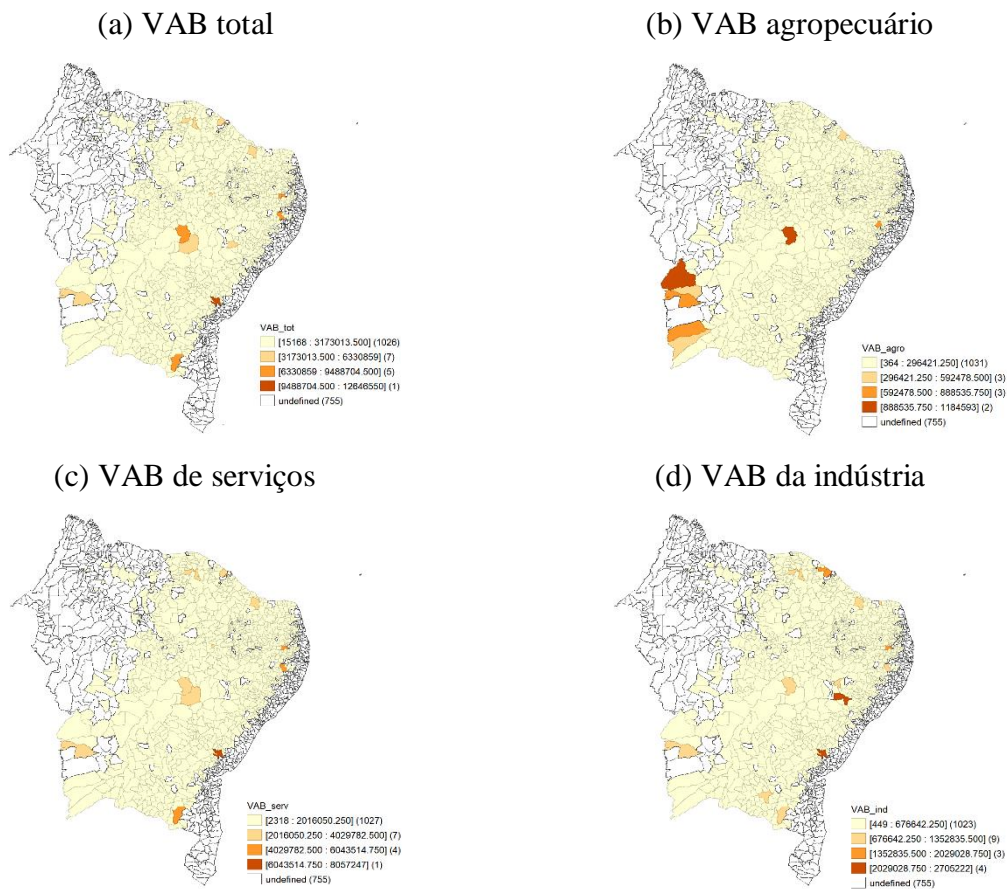 (a) VAB total
(b) VAB agropecuário
VAB_tot
[15168 : 3173013.500] (1026)
[3173013.500 : 6330859] (7)
[6330859 : 9488704.500] (5)
[9488704.500 : 12646550] (1)
undefined (755)
VAB_agro
[364 : 296421.250] (1031)
[296421.250 : 592478.500] (3)
[592478.500 : 888535.750] (3)
[888535.750 : 1184593] (2)
undefined (755)
(c) VAB de serviços
(d) VAB da indústria
VAB_serv
[2318 : 2016050.250] (1027)
[2016050.250 : 4029782.500] (7)
[4029782.500 : 6043514.750] (4)
[6043514.750 : 8057247] (1)
undefined (755)
VAB_ind
[449 : 676642.250] (1023)
[676642.250 : 1352835.500] (9)
[1352835.500 : 2029028.750] (3)
[2029028.750 : 2705222] (4)
undefined (755)